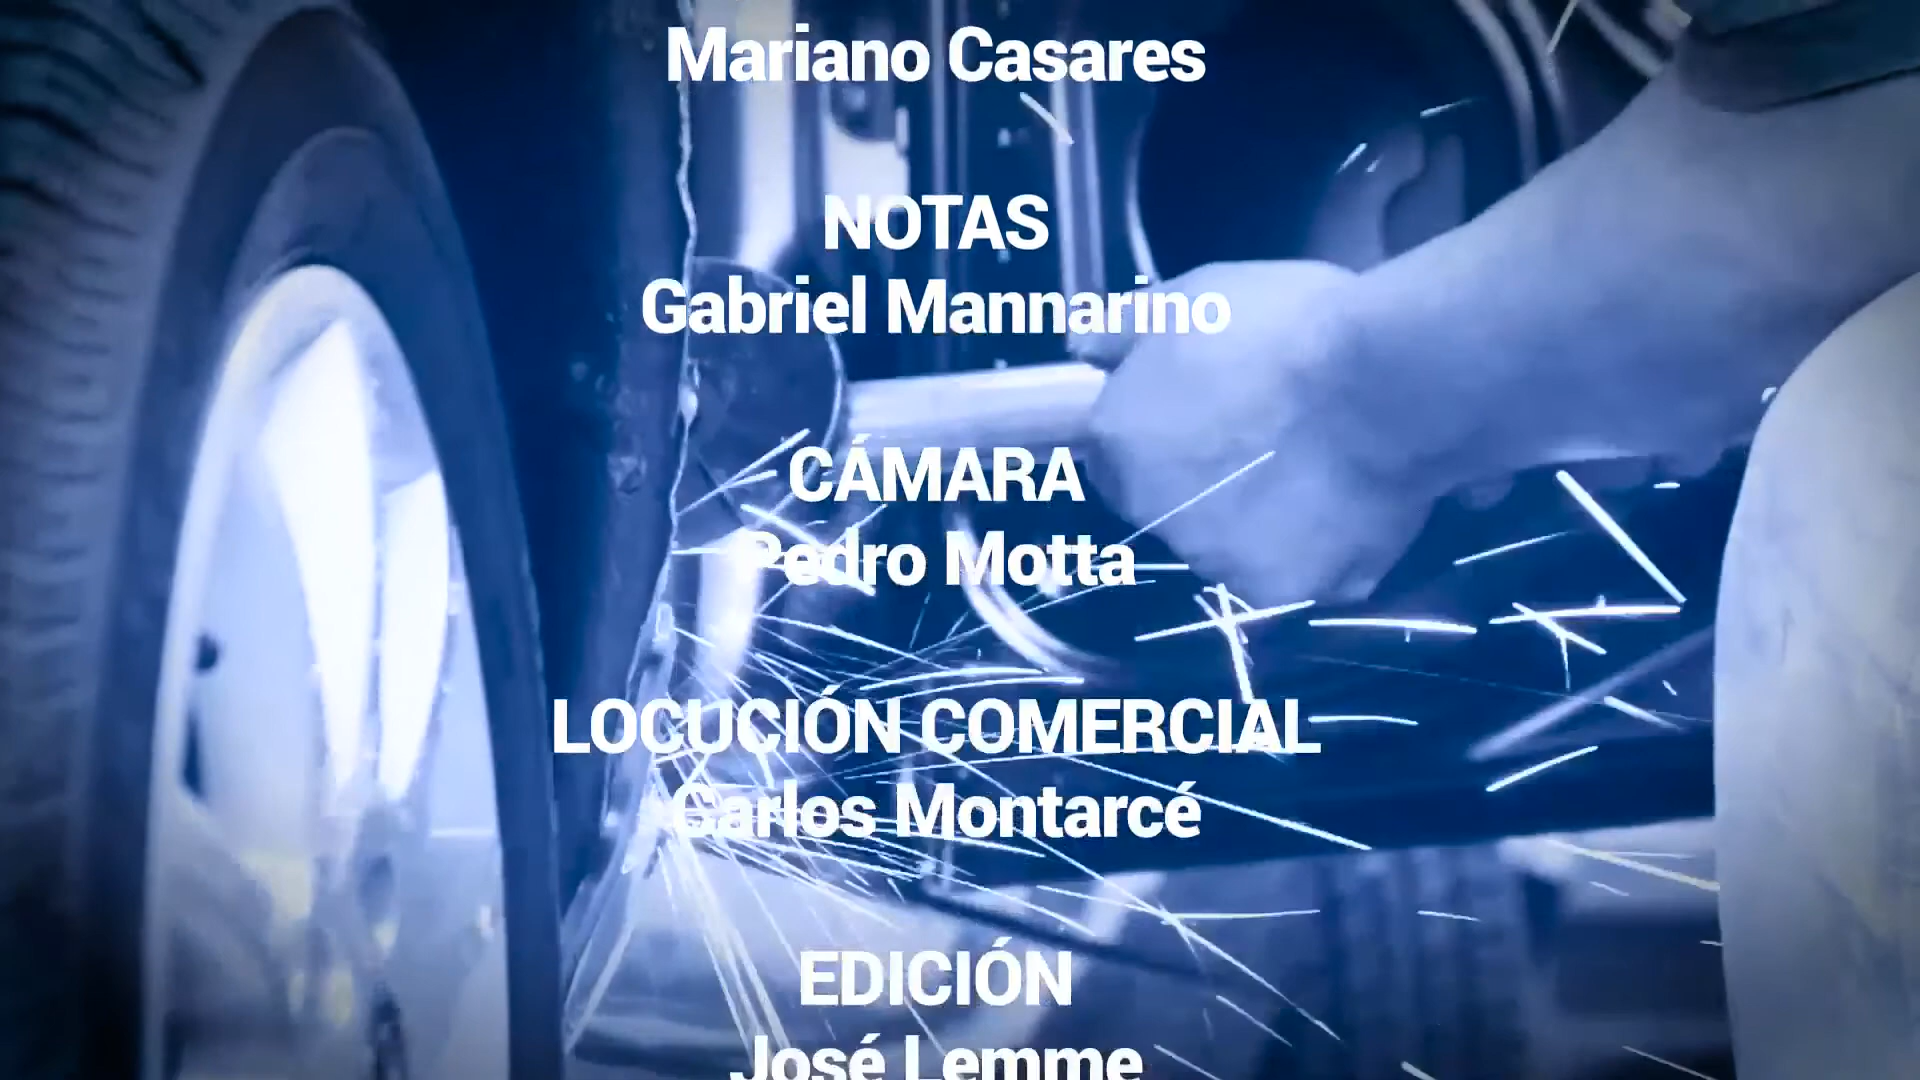 Mariano Casares
NOTAS
Gabriel Mannarino
CÁMARA
Pedro Motta
LOCUCIÓN COMERCIAL
Carlos Montarcé
EDICIÓN
José Lemme